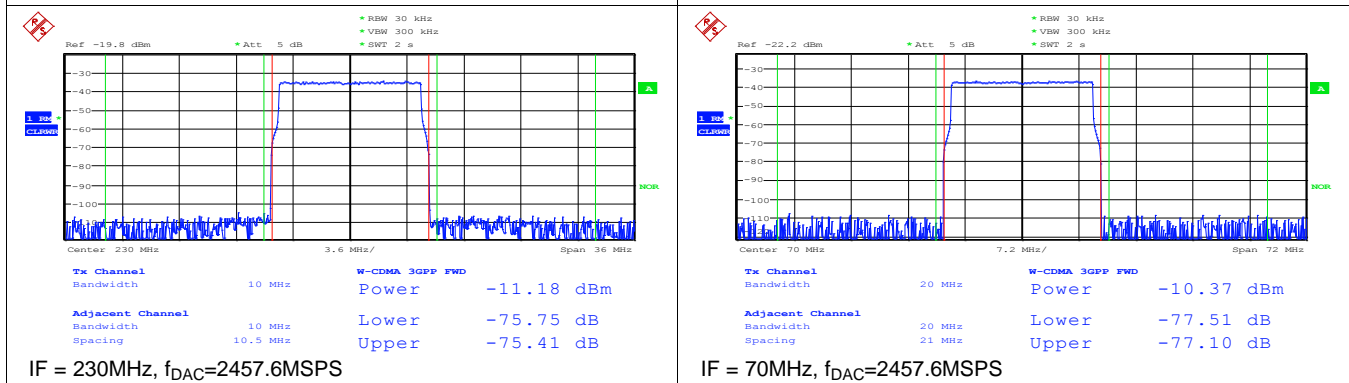 * RBW 30 kHz
* VBW 300 kHz
Ref -19.8 dBm * Att 5 dB * SWT 2 s
-30
-40
A
-50
1 RM *
CLRWR
-60
-70
-80
-90
NOR
-100
Center 230 MHz 3.6 MHz/ Span 36 MHz
Tx Channel W-CDMA 3GPP FWD
Bandwidth 10 MHz Power -11.18 dBm
Adjacent Channel
Bandwidth 10 MHz Lower -75.75 dB
Spacing 10.5 MHz Upper -75.41 dB
IF = 230MHz, fDAC=2457.6MSPS
* RBW 30 kHz
* VBW 300 kHz
Ref -22.2 dBm * Att 5 dB * SWT 2 s
-30
-40
A
-50
1 RM *
CLRWR
-60
-70
-80
-90
NOR
-100
-110
Center 70 MHz 7.2 MHz/ Span 72 MHz
Tx Channel W-CDMA 3GPP FWD
Bandwidth 20 MHz Power -10.37 dBm
Adjacent Channel
Bandwidth 20 MHz Lower -77.51 dB
Spacing 21 MHz Upper -77.10 dB
IF = 70MHz, fDAC=2457.6MSPS